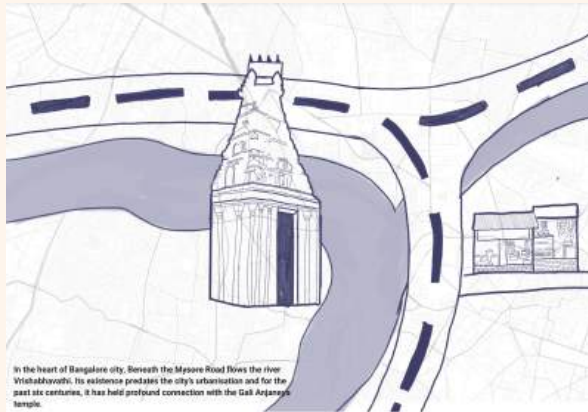 In the heart of Bangalore city, Beneath the Mysore Road flows the river
Vrishabhavathi. Its existence predates the city's urbanisation and for the
past six centuries, it has held profound connection with the Gali Anjaneya
temple.